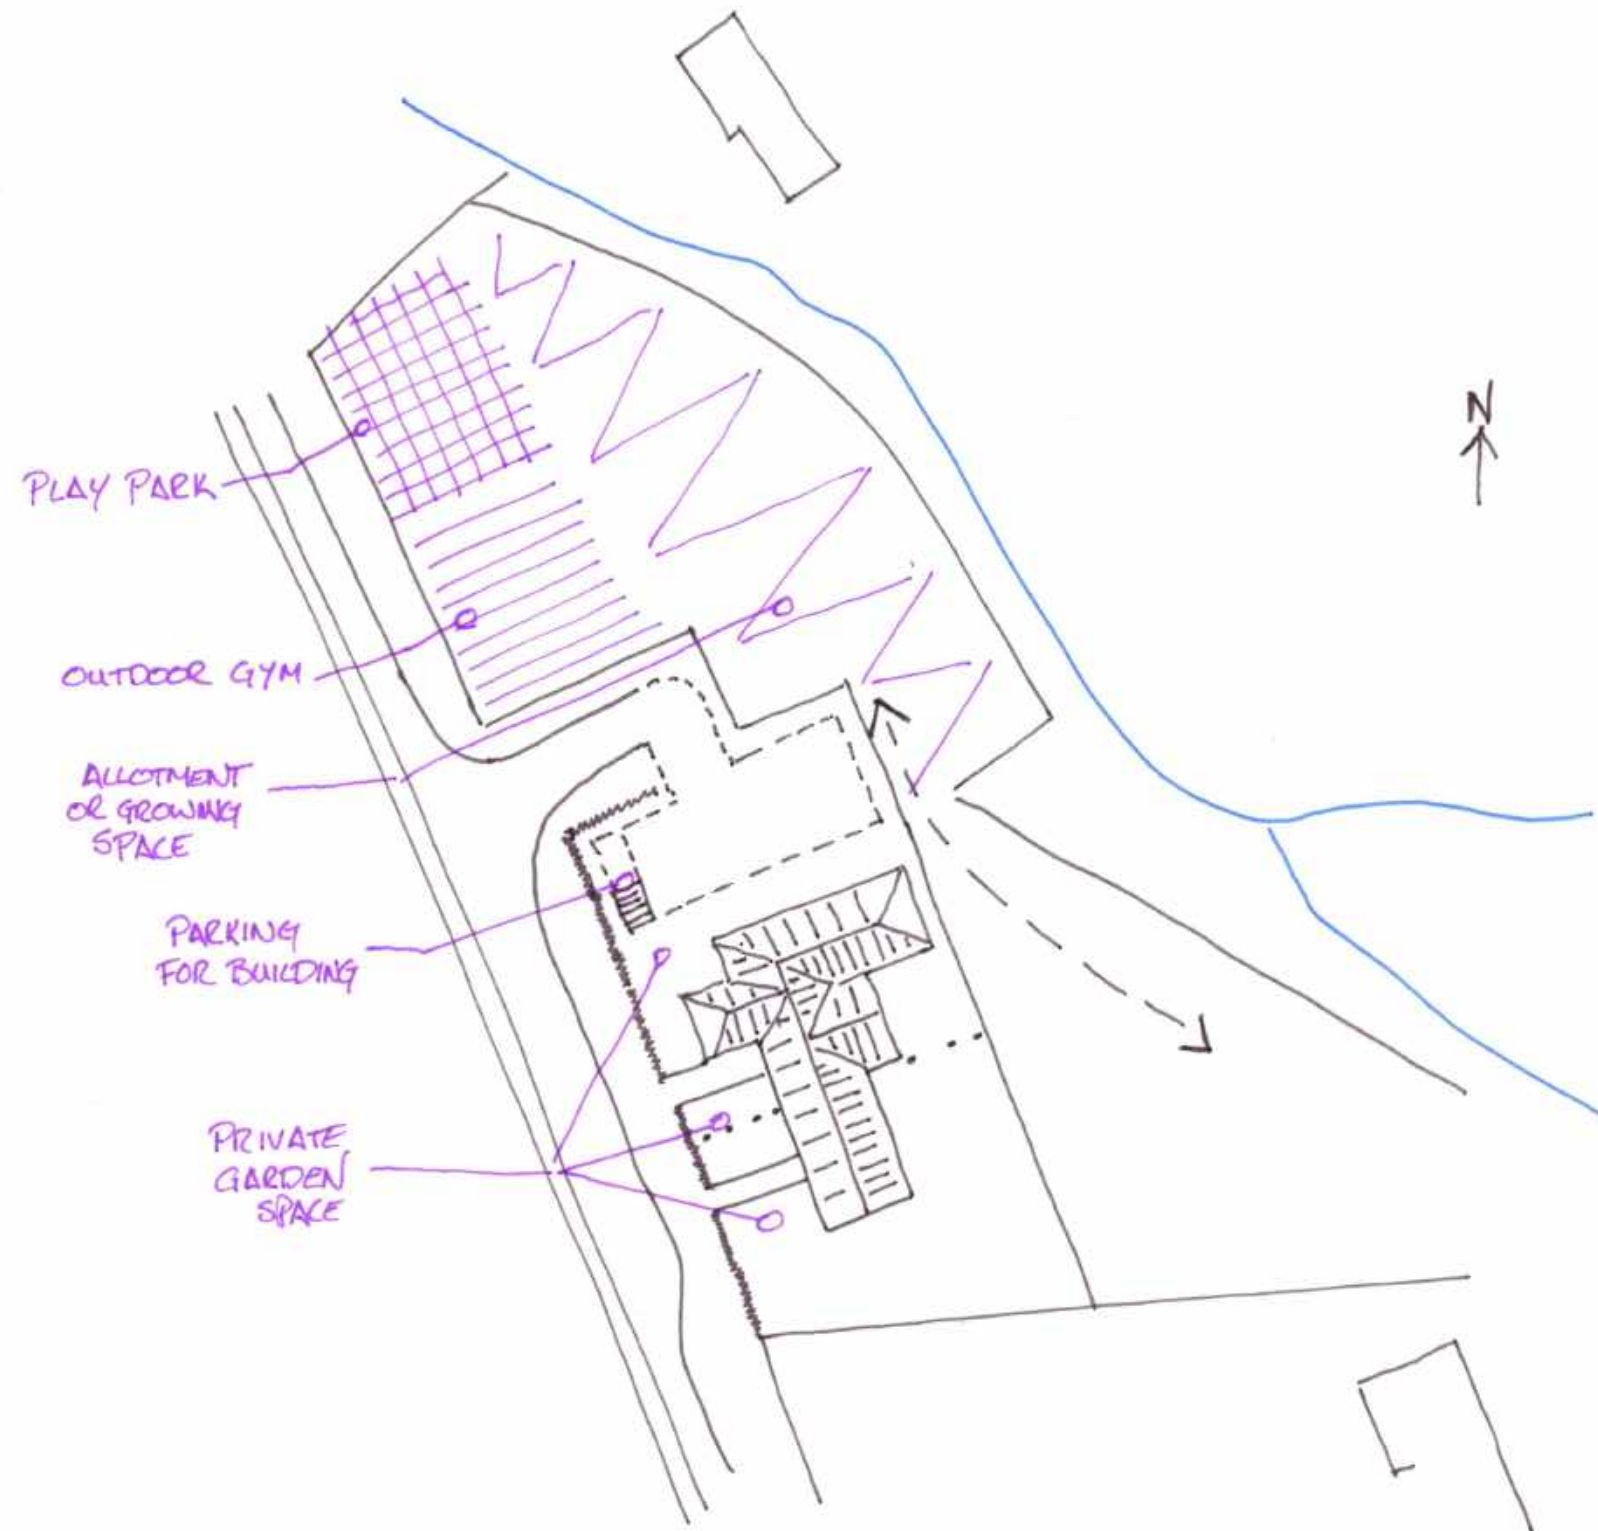 N
PLAY PARK
OUTDOOR GYM
ALLOTMENT
OR GROWING
SPACE
PARKING
FOR BUILDING
PRIVATE
GARDEN
SPACE